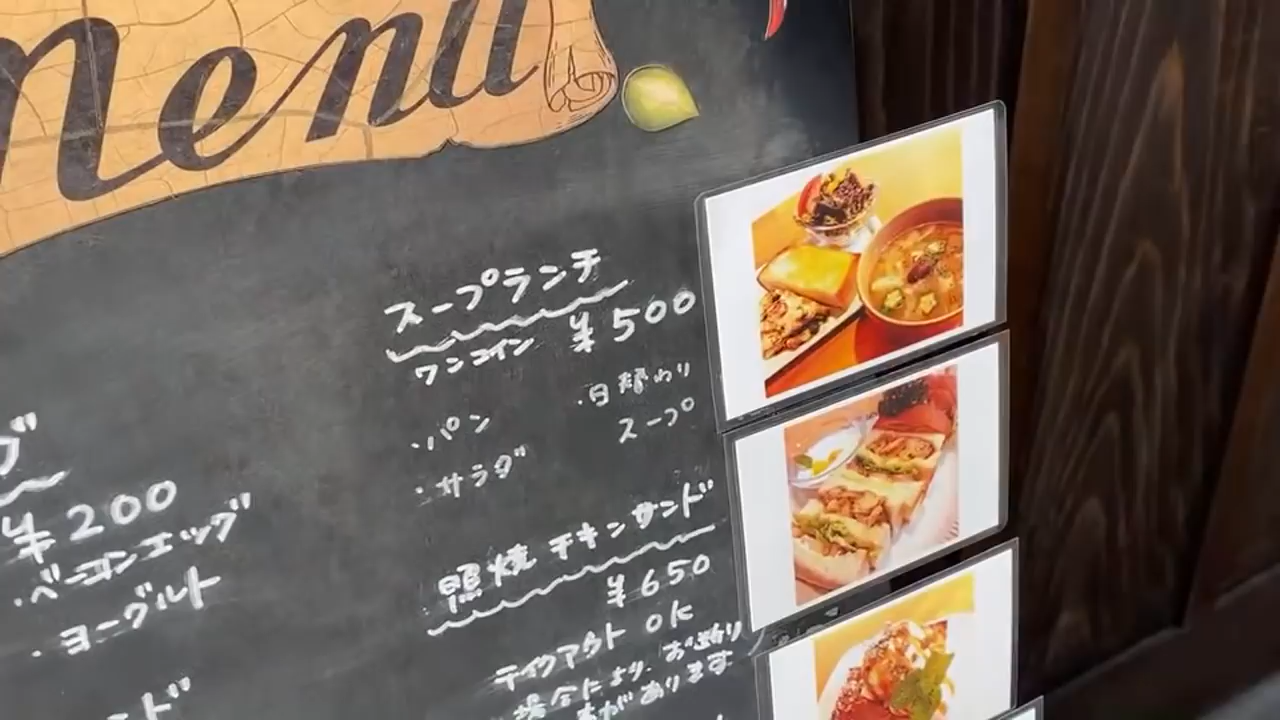 Menu
スープランチ
ワンコイン ¥500
・パン
・サラダ
・日替わり
スープ
照焼チキンサンド
¥650
テイクアウト OK
場合により、お断り
があります
グ
¥200
・ベーコンエッグ
・ヨーグルト
ンド